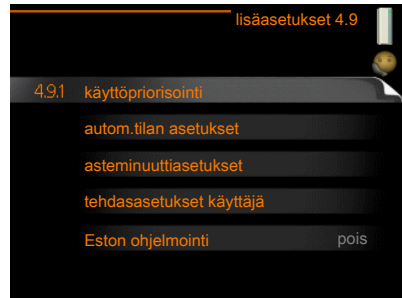 lisäasetukset 4.9
4.9.1 käyttöpriorisointi
autom.tilan asetukset
asteminuuttiasetukset
tehdasasetukset käyttäjä
Eston ohjelmointi pois